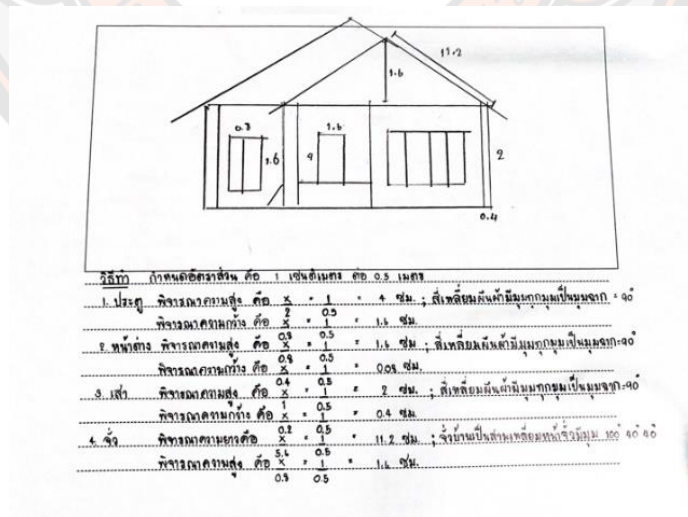 11.2
1.6
0.8
1.6
1.6
9
2
0.4
วิธีทำ กำหนดอัตราส่วน คือ 1 เซนติเมตร ต่อ 0.5 เมตร
1. ประตู พิจารณาความสูง คือ x/2 = 1/0.5 = 4 ซม. ; สี่เหลี่ยมผืนผ้ามีมุมทุกมุมเป็นมุมฉาก = 90°
พิจารณาความกว้าง คือ x/0.8 = 1/0.5 = 1.6 ซม.
2. หน้าต่าง พิจารณาความสูง คือ x/0.8 = 1/0.5 = 1.6 ซม. ; สี่เหลี่ยมผืนผ้ามีมุมทุกมุมเป็นมุมฉาก = 90°
พิจารณาความกว้าง คือ x/0.4 = 1/0.5 = 0.08 ซม.
3. เสา พิจารณาความสูง คือ x/1 = 1/0.5 = 2 ซม. ; สี่เหลี่ยมผืนผ้ามีมุมทุกมุมเป็นมุมฉาก = 90°
พิจารณาความกว้าง คือ x/0.2 = 1/0.5 = 0.4 ซม.
4. จั่ว พิจารณาความยาว คือ x/5.6 = 1/0.5 = 11.2 ซม. ; จั่วบ้านเป็นสามเหลี่ยมหน้าจั่วมีมุม 100° 40° 40°
พิจารณาความสูง คือ x/0.8 = 1/0.5 = 1.6 ซม.